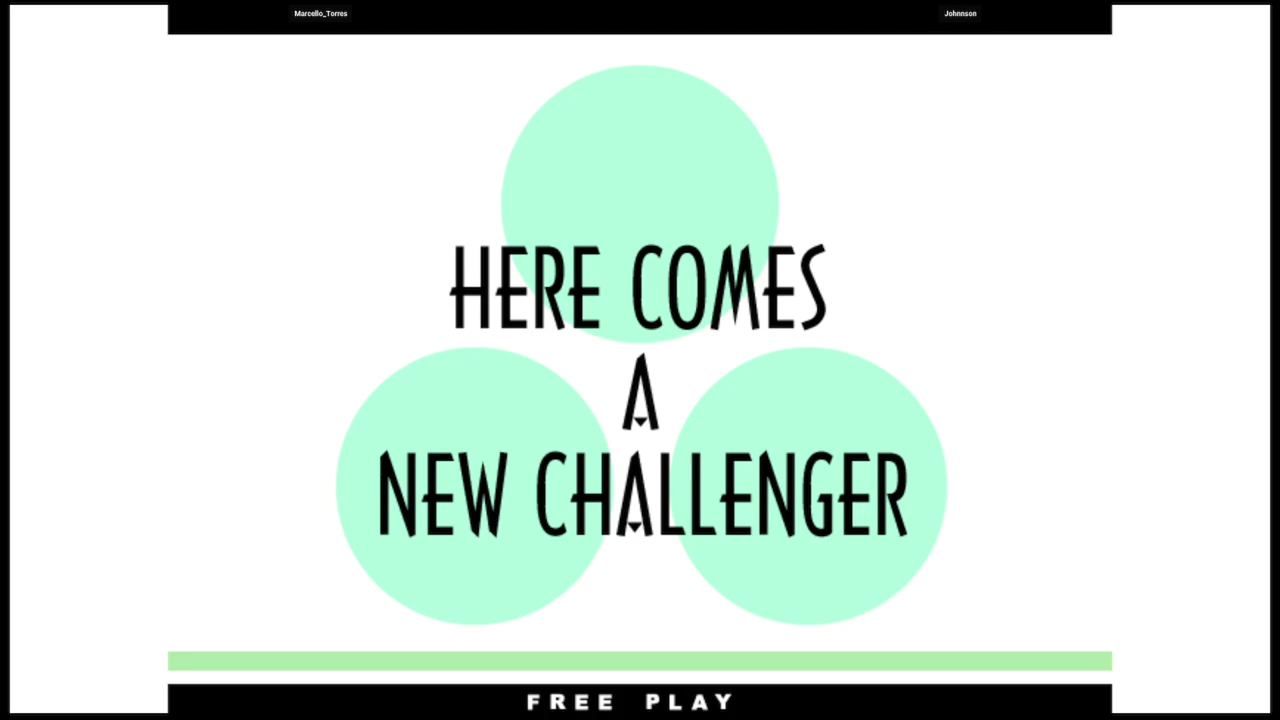 Marcello_Torres
Johnnson
HERE COMES
A
NEW CHALLENGER
FREE PLAY